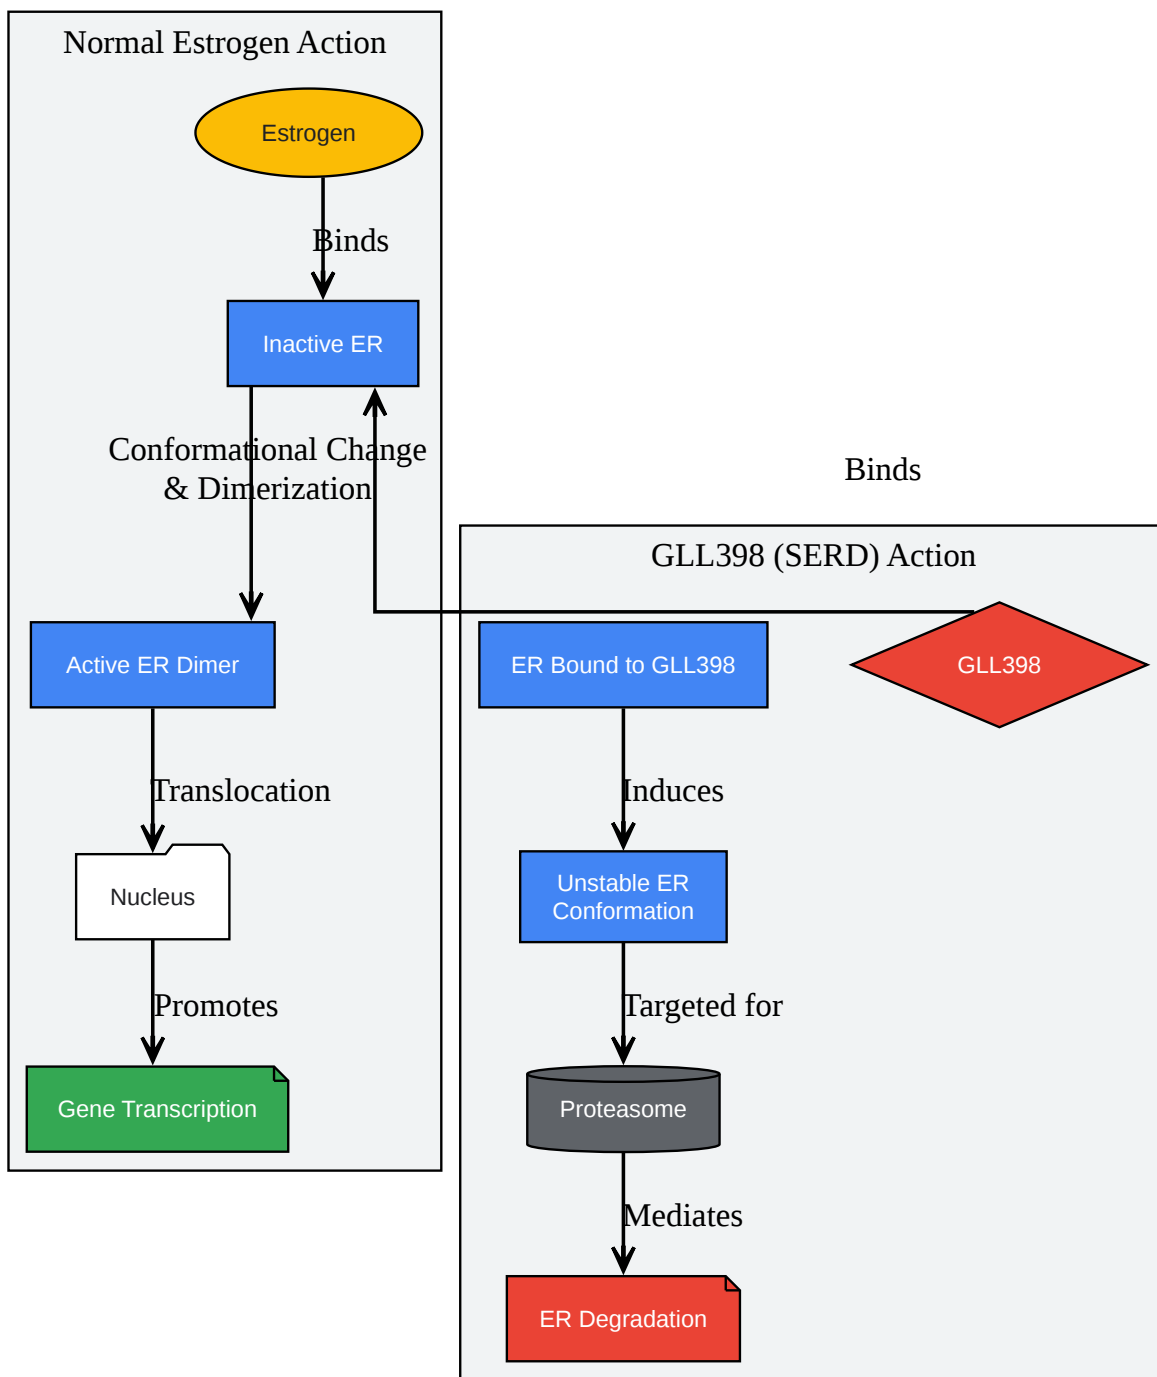 Normal Estrogen Action
Estrogen
Binds
Inactive ER
Conformational Change
& Dimerization
Active ER Dimer
Translocation
Nucleus
Promotes
Gene Transcription
Binds
GLL398 (SERD) Action
ER Bound to GLL398
GLL398
Induces
Unstable ER
Conformation
Targeted for
Proteasome
Mediates
ER Degradation